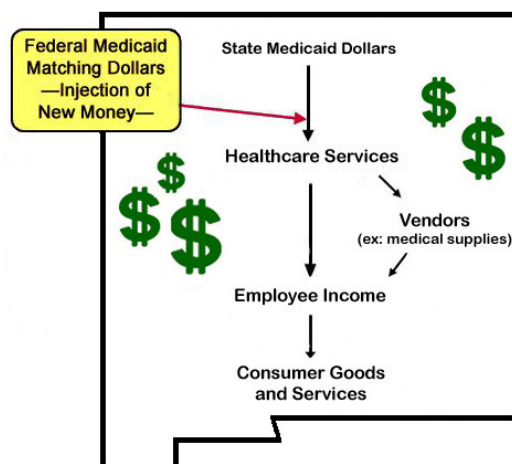 Federal Medicaid
Matching Dollars
—Injection of
New Money—
State Medicaid Dollars
Healthcare Services
Vendors
(ex: medical supplies)
Employee Income
Consumer Goods
and Services
$
$
$
$
$